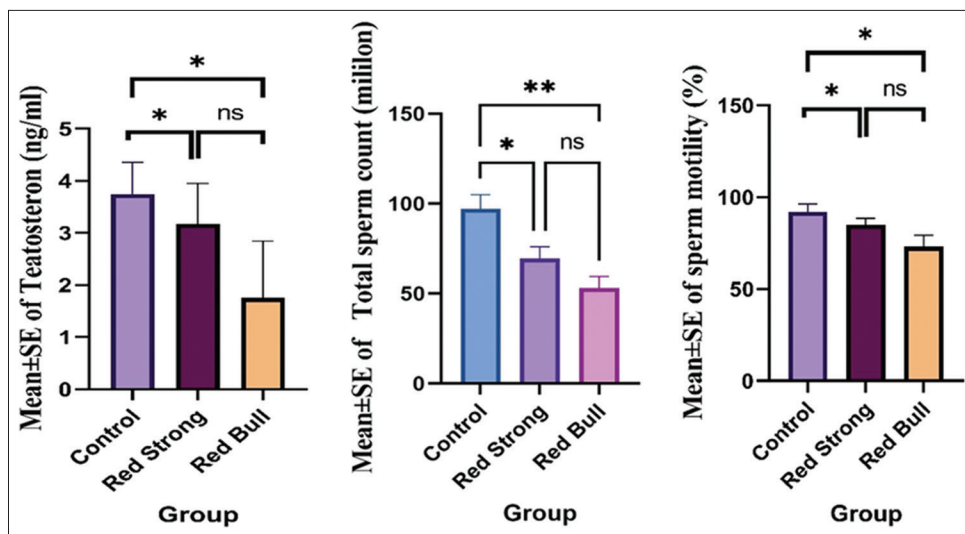 Mean±SE of Teatosteron (ng/ml)
5
4
3
2
1
0
*
*
ns
Control
Red Strong
Red Bull
Group
Mean±SE of Total sperm count (mililon)
150
100
50
0
**
*
ns
Control
Red Strong
Red Bull
Group
Mean±SE of sperm motility (%)
150
100
50
0
*
*
ns
Control
Red Strong
Red Bull
Group